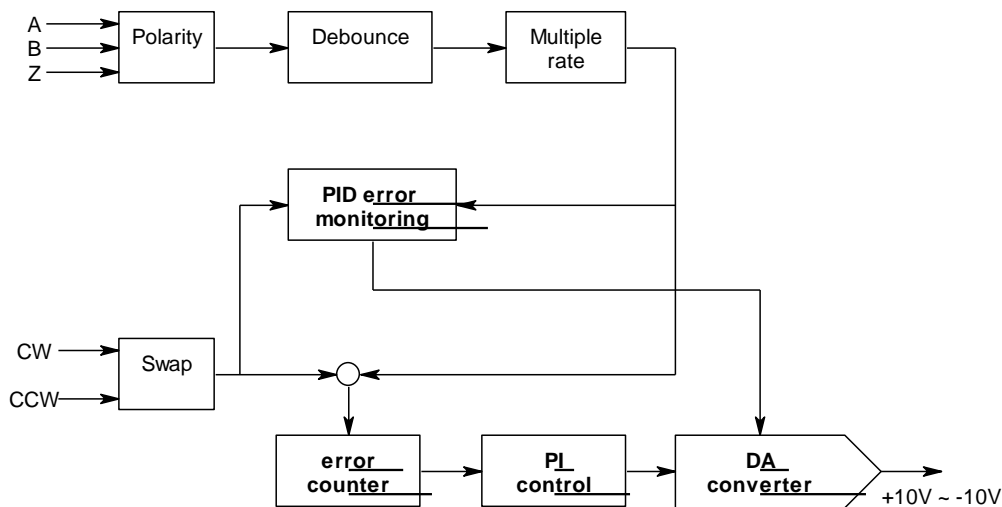 A
B
Z
Polarity
Debounce
Multiple
rate
PID error
monitoring
CW
CCW
Swap
error
counter
PI
control
DA
converter
+10V ~ -10V